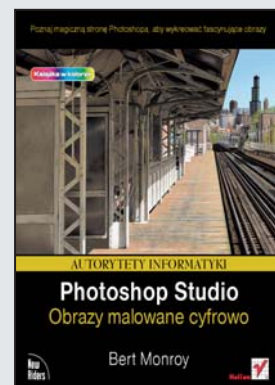 Poznaj magiczną stronę Photoshopa, aby wykreować fascynujące obrazy
Książka w kolorze
AUTORYTETY INFORMATYKI
Photoshop Studio
Obrazy malowane cyfrowo
Bert Monroy
New
Riders
Helion